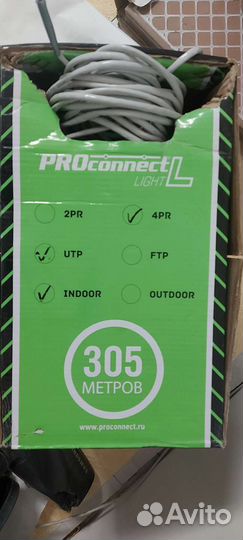 PROconnect L
LIGHT
2PR 4PR
UTP FTP
INDOOR OUTDOOR
305
МЕТРОВ
www.proconnect.ru
Avito